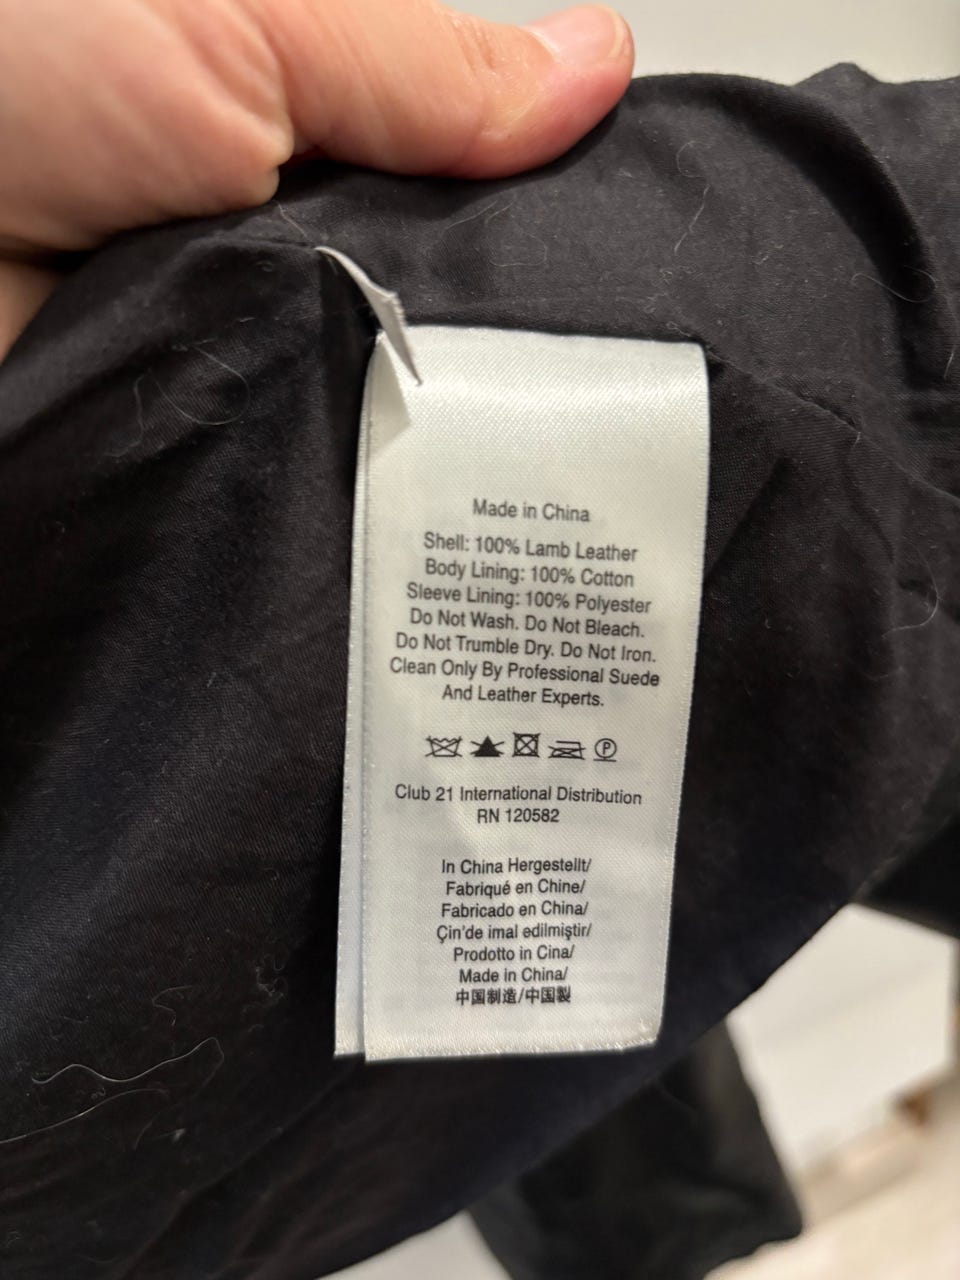 Made in China
Shell: 100% Lamb Leather
Body Lining: 100% Cotton
Sleeve Lining: 100% Polyester
Do Not Wash. Do Not Bleach.
Do Not Trumble Dry. Do Not Iron.
Clean Only By Professional Suede
And Leather Experts.
P
Club 21 International Distribution
RN 120582
In China Hergestellt/
Fabriqué en Chine/
Fabricado en China/
Çin'de imal edilmiştir/
Prodotto in Cina/
Made in China/
中国制造/中国製